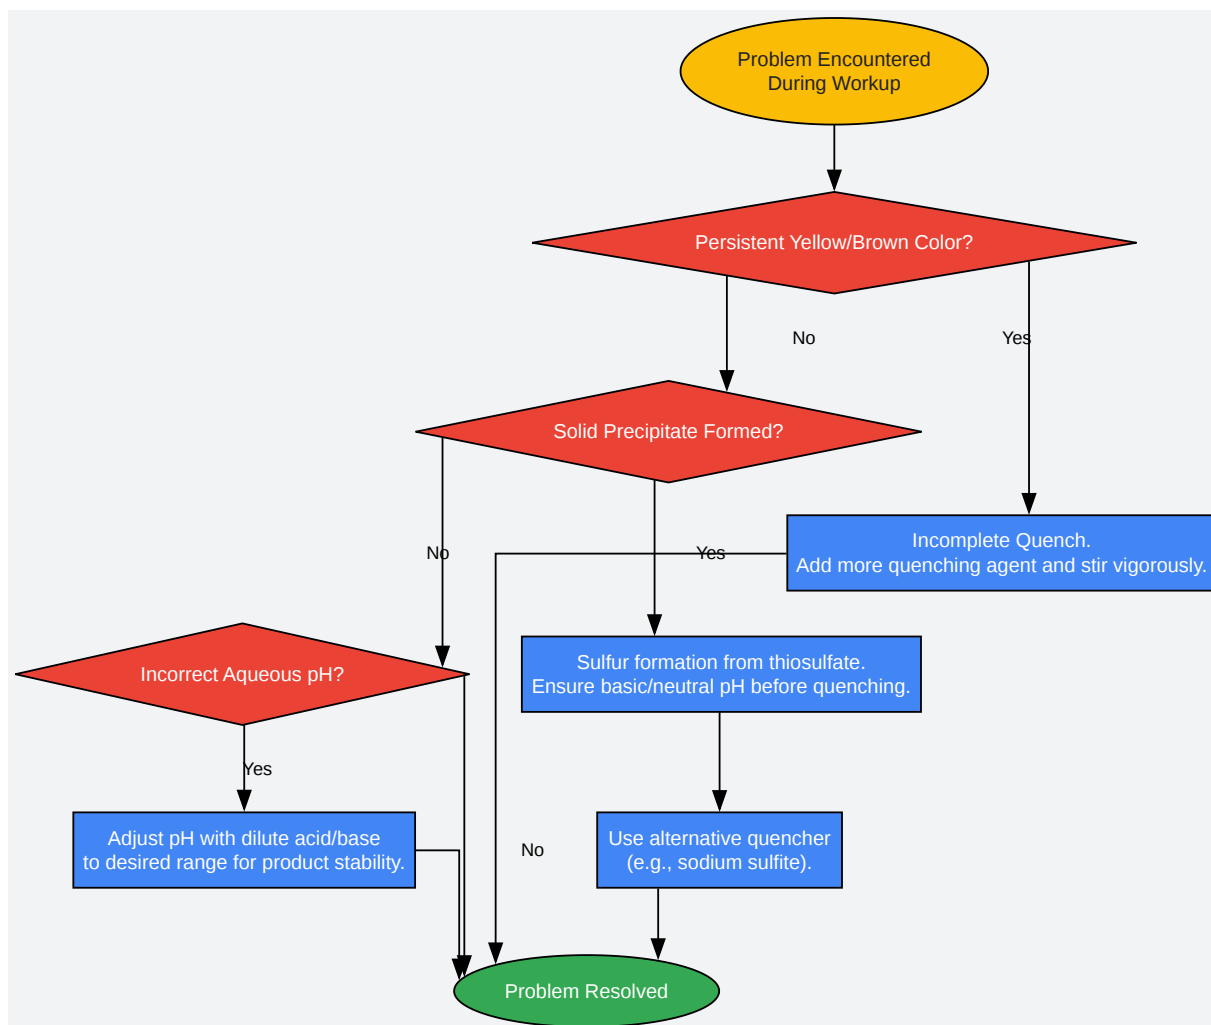 Problem Encountered
During Workup
Persistent Yellow/Brown Color?
No
Yes
Solid Precipitate Formed?
Incomplete Quench.
Add more quenching agent and stir vigorously.
No
Yes
Sulfur formation from thiosulfate.
Ensure basic/neutral pH before quenching.
Incorrect Aqueous pH?
Yes
Adjust pH with dilute acid/base
to desired range for product stability.
No
Use alternative quencher
(e.g., sodium sulfite).
Problem Resolved